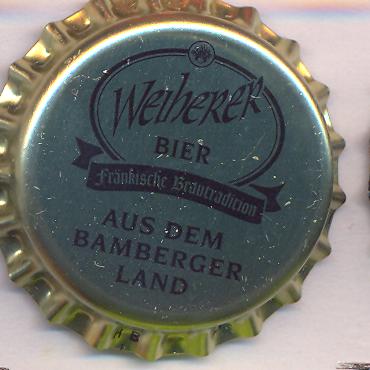 Weiherer
BIER
Fränkische Brautradition
AUS DEM
BAMBERGER
LAND